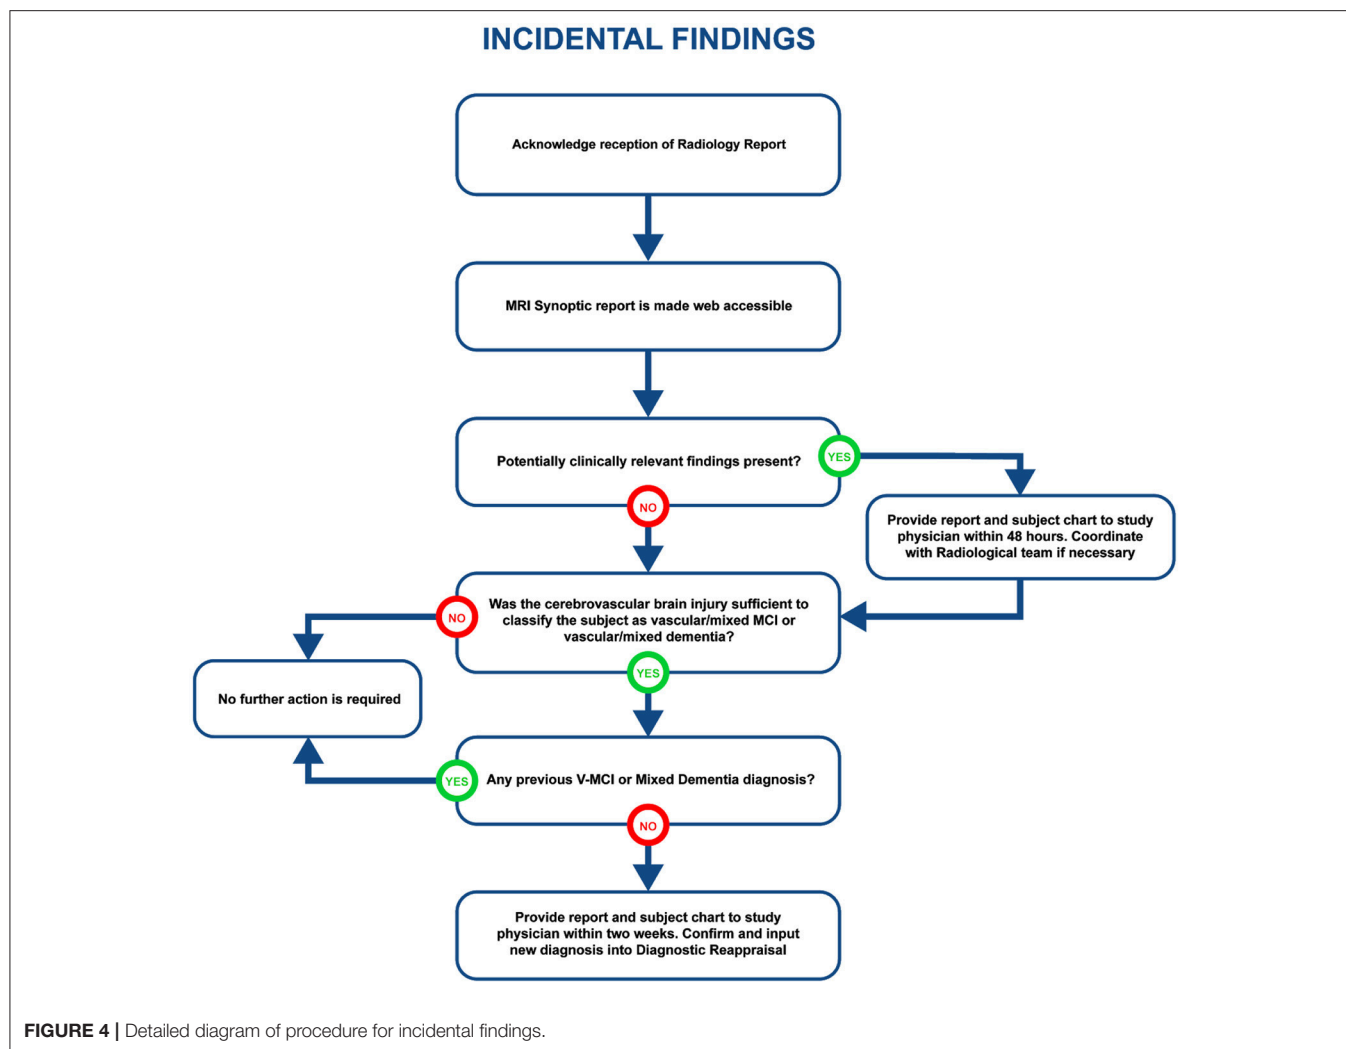 INCIDENTAL FINDINGS
Acknowledge reception of Radiology Report
MRI Synoptic report is made web accessible
Potentially clinically relevant findings present?
YES
NO
Provide report and subject chart to study
physician within 48 hours. Coordinate
with Radiological team if necessary
Was the cerebrovascular brain injury sufficient to
classify the subject as vascular/mixed MCI or
vascular/mixed dementia?
NO
YES
No further action is required
Any previous V-MCI or Mixed Dementia diagnosis?
YES
NO
Provide report and subject chart to study
physician within two weeks. Confirm and input
new diagnosis into Diagnostic Reappraisal
FIGURE 4 | Detailed diagram of procedure for incidental findings.